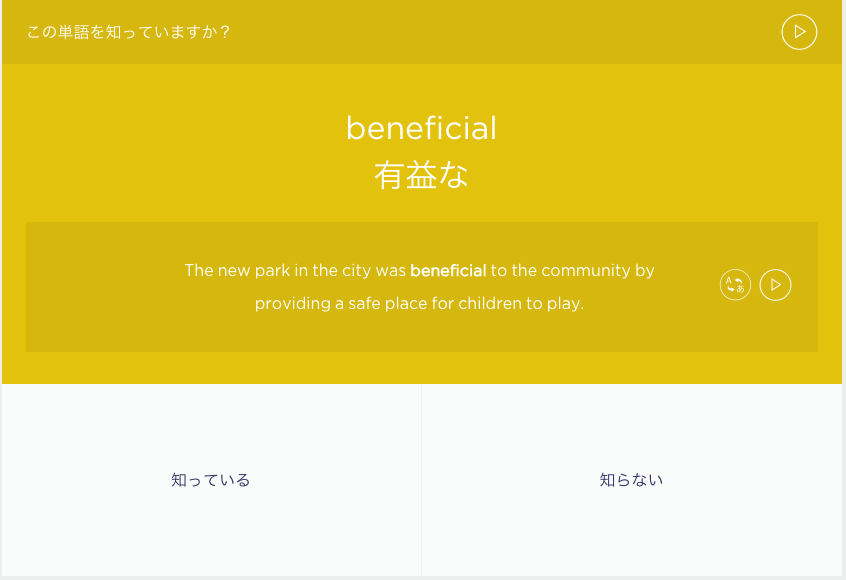 この単語を知っていますか？
beneficial
有益な
The new park in the city was beneficial to the community by
providing a safe place for children to play.
A あ
知っている
知らない